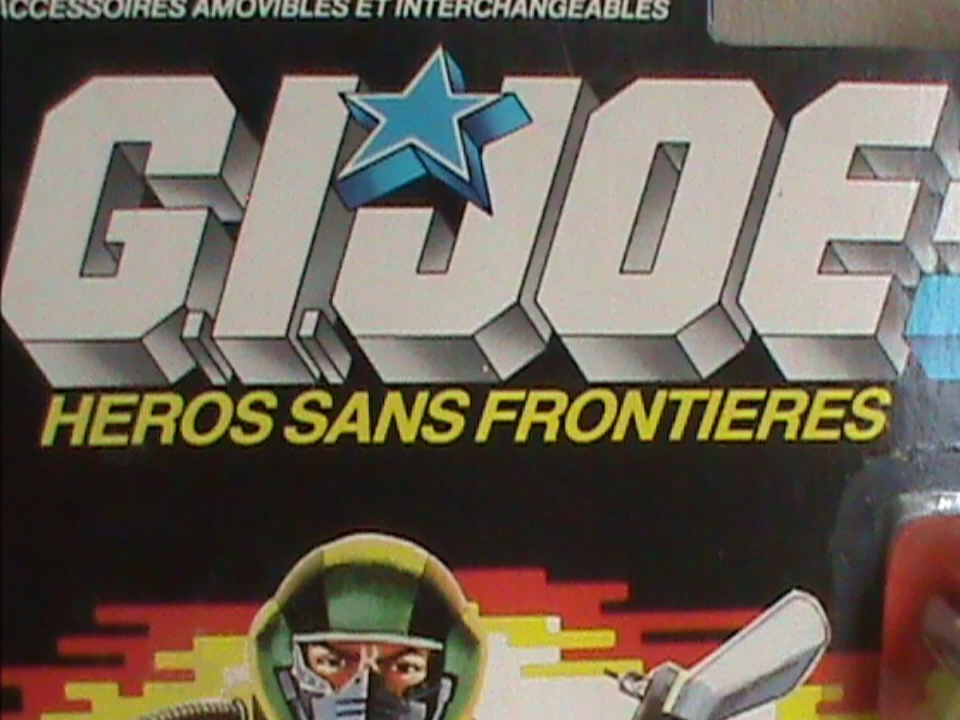 ACCESSOIRES AMOVIBLES ET INTERCHANGEABLES
G.I. JOE
HEROS SANS FRONTIERES